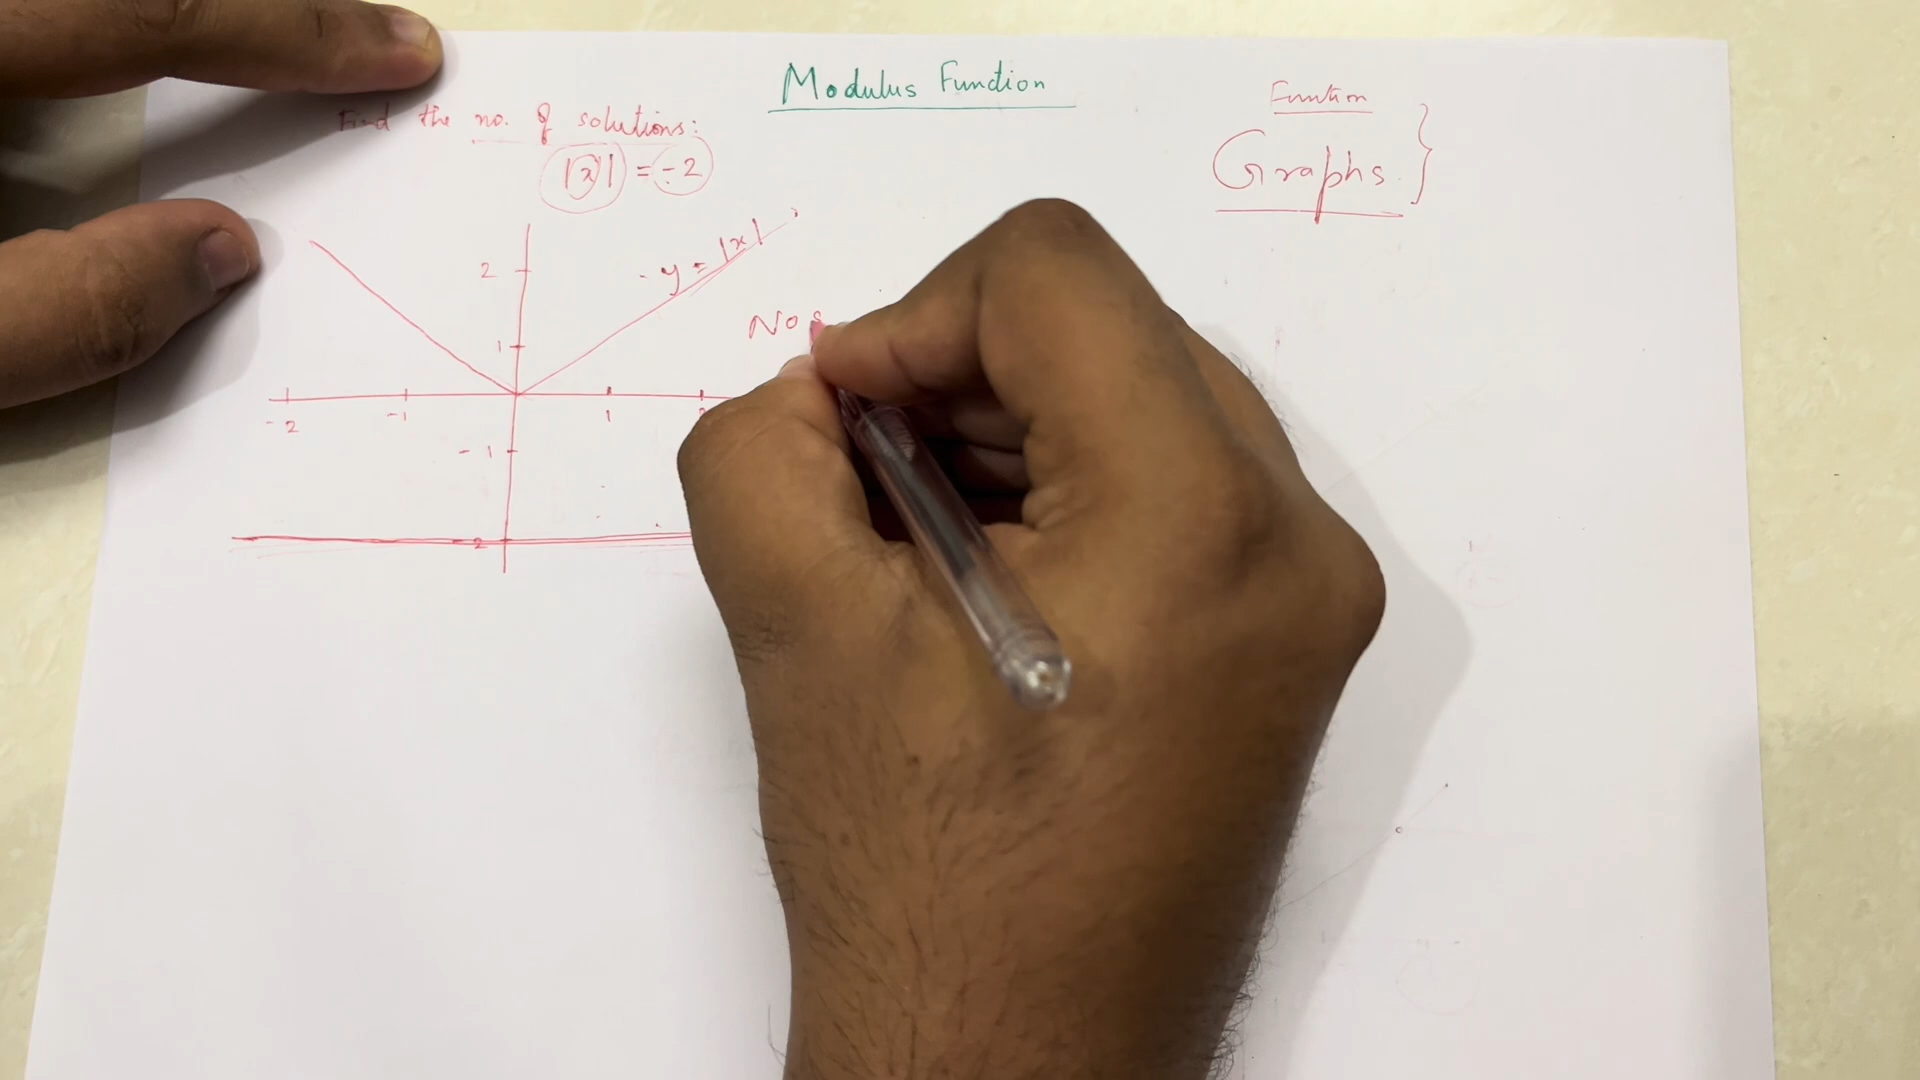 Modulus Function
Find the no. of solutions:
|x| = -2
Function
Graphs
y = |x|
2
1
No s
-2
-1
1
-1
2